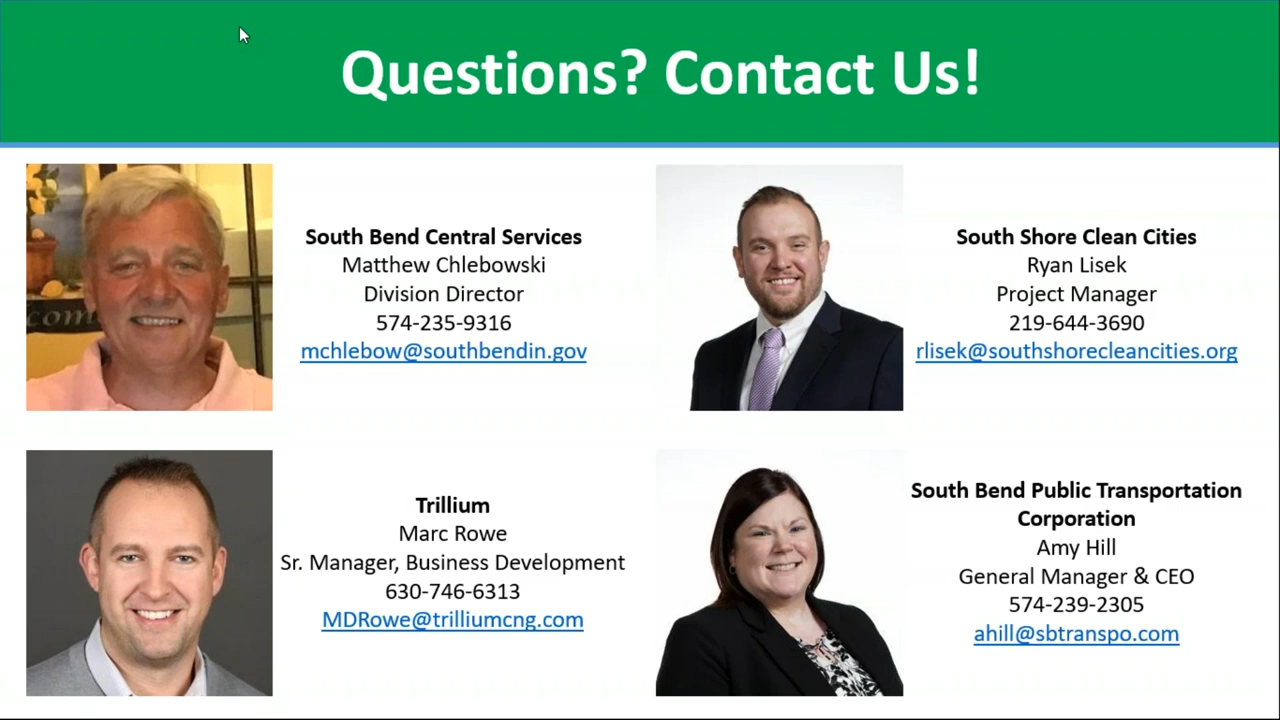 Questions? Contact Us!
South Bend Central Services
Matthew Chlebowski
Division Director
574-235-9316
mchlebow@southbendin.gov
South Shore Clean Cities
Ryan Lisek
Project Manager
219-644-3690
rlisek@southshorecleancities.org
Trillium
Marc Rowe
Sr. Manager, Business Development
630-746-6313
MDRowe@trilliumcng.com
South Bend Public Transportation
Corporation
Amy Hill
General Manager & CEO
574-239-2305
ahill@sbtranspo.com
com